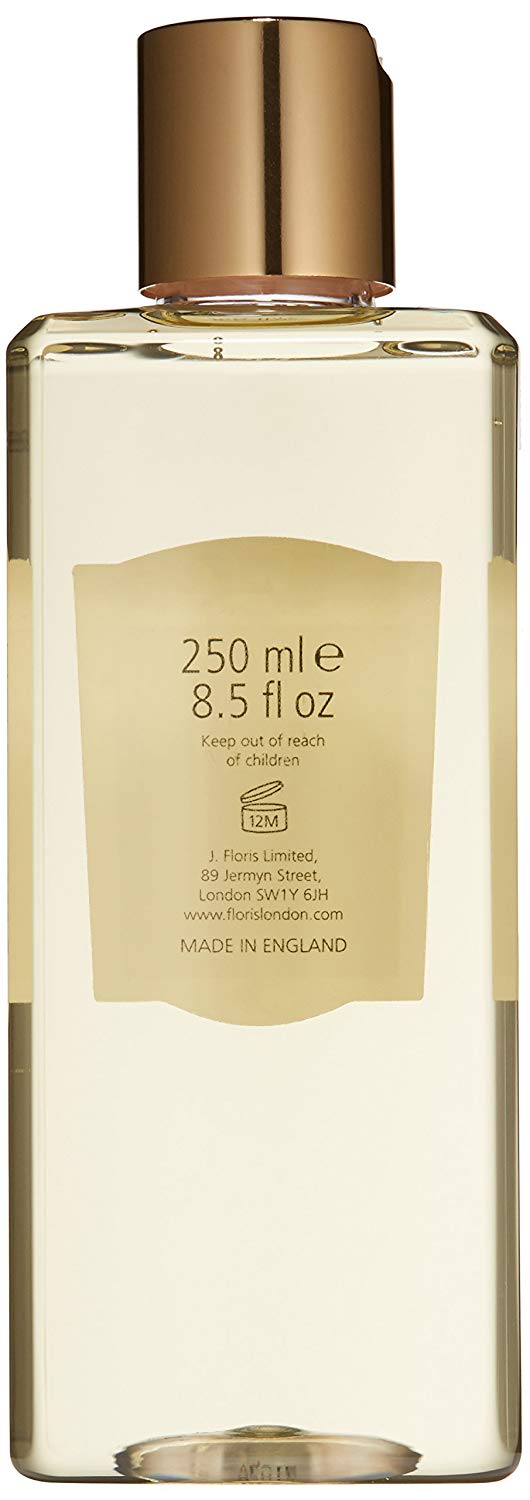 250 ml e
8.5 fl oz
Keep out of reach
of children
12M
J. Floris Limited,
89 Jermyn Street,
London SW1Y 6JH
www.florislondon.com
MADE IN ENGLAND